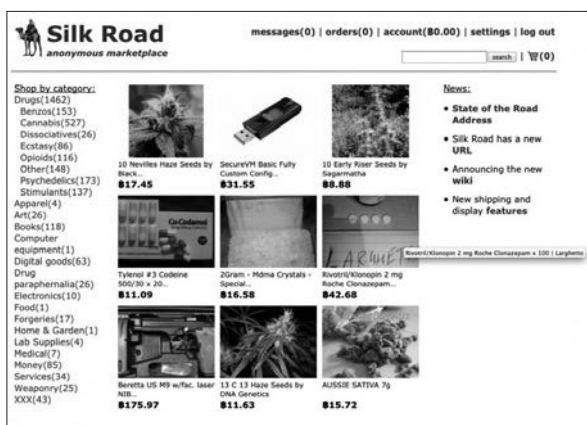 Silk Road
anonymous marketplace
messages(0) | orders(0) | account(฿0.00) | settings | log out
search | (0)
Shop by category:
Drugs(1462)
Benzos(153)
Cannabis(527)
Dissociatives(26)
Ecstasy(86)
Opioids(116)
Other(148)
Psychedelics(173)
Stimulants(137)
Apparel(4)
Art(26)
Books(118)
Computer
equipment(1)
Digital goods(63)
Drug
paraphernalia(26)
Electronics(10)
Food(1)
Forgeries(17)
Home & Garden(1)
Lab Supplies(4)
Medical(7)
Money(85)
Services(34)
Weaponry(25)
XXX(43)
10 Nevilles Haze Seeds by
Black...
฿17.45
SecureVM Basic Fully
Custom Config...
฿31.55
10 Early Riser Seeds by
Sagarmatha
฿8.88
Co-Codamol
Tylenol #3 Codeine
500/30 x 20...
฿11.09
2Gram - Mdma Crystals -
Special...
฿16.58
LARGHET
Rivotril/Klonopin 2 mg
Roche Clonazepam...
฿42.68
Rivotril/Klonopin 2 mg Roche Clonazepam x 100 | Larghetto
Beretta US M9 w/fac. laser
NIB...
฿175.97
13 C 13 Haze Seeds by
DNA Genetics
฿11.63
AUSSIE SATIVA 7g
฿15.72
News:
State of the Road
Address
Silk Road has a new
URL
Announcing the new
wiki
New shipping and
display features